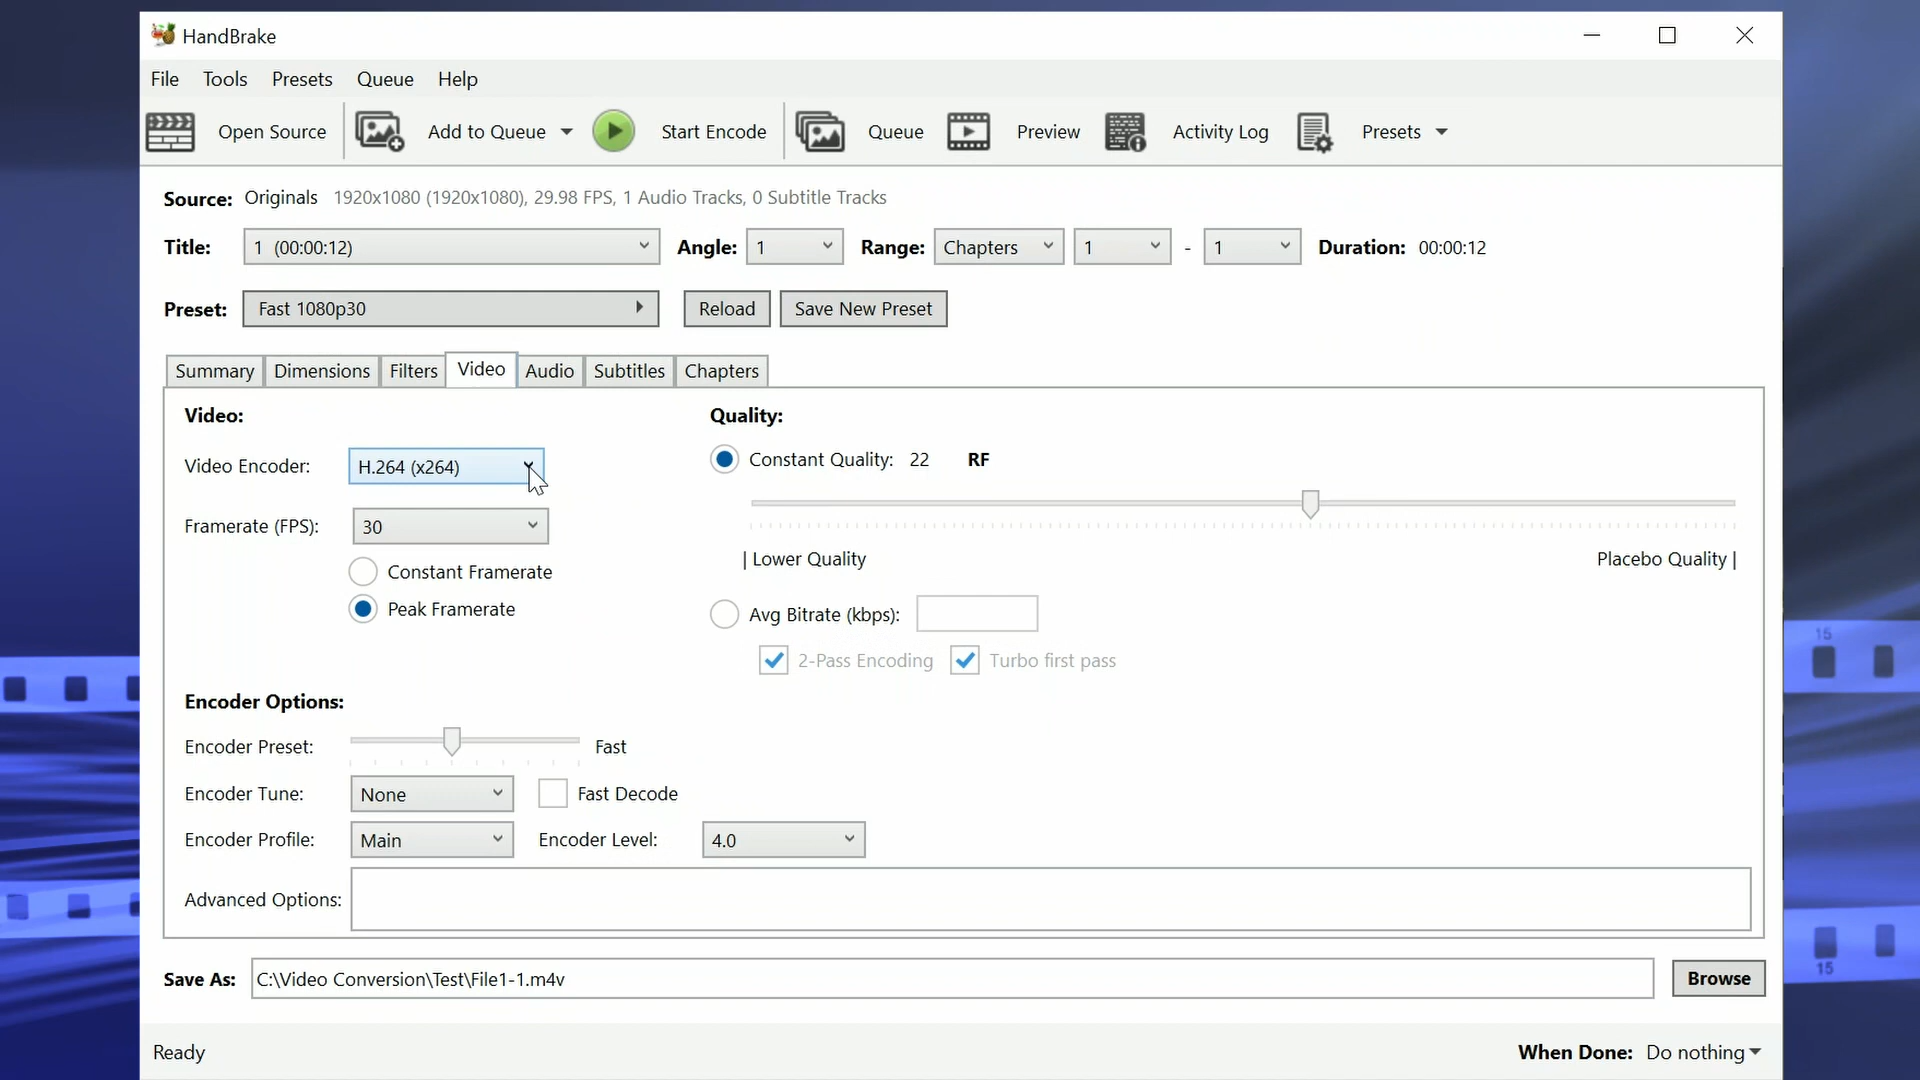 HandBrake
File Tools Presets Queue Help
Open Source Add to Queue Start Encode Queue Preview Activity Log Presets
Source: Originals 1920x1080 (1920x1080), 29.98 FPS, 1 Audio Tracks, 0 Subtitle Tracks
Title: 1 (00:00:12) Angle: 1 Range: Chapters 1 - 1 Duration: 00:00:12
Preset: Fast 1080p30 Reload Save New Preset
Summary Dimensions Filters Video Audio Subtitles Chapters
Video: Quality:
Video Encoder: H.264 (x264) Constant Quality: 22 RF
Framerate (FPS): 30
| Lower Quality Placebo Quality |
Constant Framerate
Peak Framerate Avg Bitrate (kbps):
15
2-Pass Encoding Turbo first pass
Encoder Options:
Encoder Preset: Fast
Encoder Tune: None Fast Decode
Encoder Profile: Main Encoder Level: 4.0
Advanced Options:
15
Save As: C:\Video Conversion\Test\File1-1.m4v Browse
Ready When Done: Do nothing